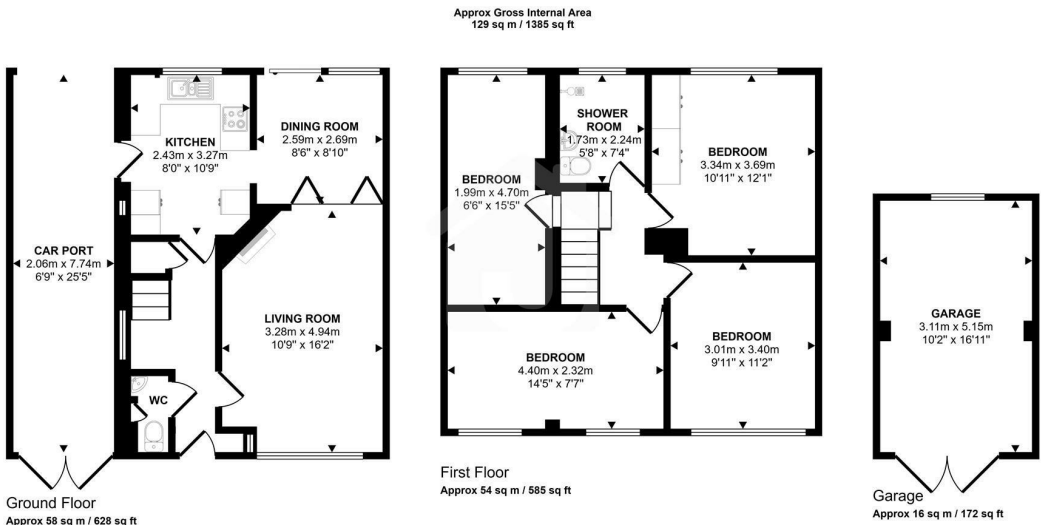 Approx Gross Internal Area
129 sq m / 1385 sq ft
KITCHEN
2.43m x 3.27m
8'0" x 10'9"
DINING ROOM
2.59m x 2.69m
8'6" x 8'10"
CAR PORT
2.06m x 7.74m
6'9" x 25'5"
LIVING ROOM
3.28m x 4.94m
10'9" x 16'2"
WC
Ground Floor
Approx 58 sq m / 628 sq ft
BEDROOM
1.99m x 4.70m
6'6" x 15'5"
SHOWER
ROOM
1.73m x 2.24m
5'8" x 7'4"
BEDROOM
3.34m x 3.69m
10'11" x 12'1"
BEDROOM
4.40m x 2.32m
14'5" x 7'7"
BEDROOM
3.01m x 3.40m
9'11" x 11'2"
First Floor
Approx 54 sq m / 585 sq ft
GARAGE
3.11m x 5.15m
10'2" x 16'11"
Garage
Approx 16 sq m / 172 sq ft